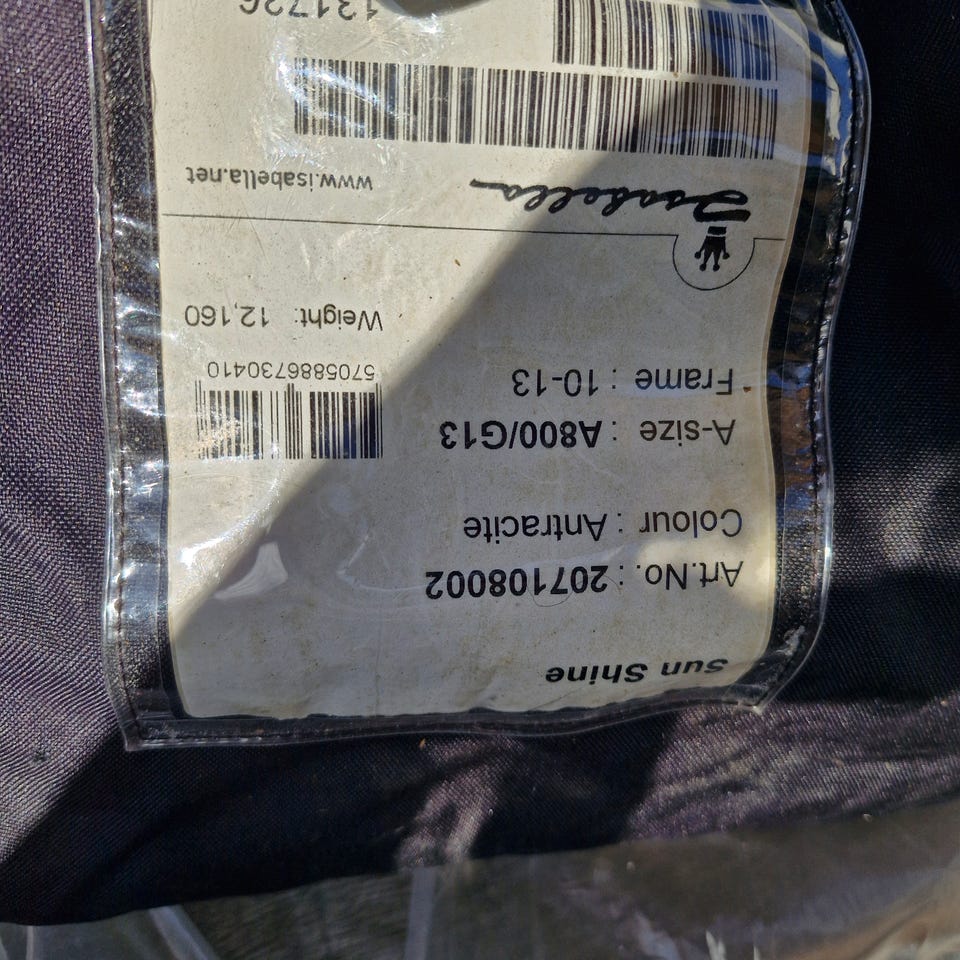 Sun Shine
Art.No. : 207108002
Colour : Antracite
A-size : A800/G13
Frame : 10-13
5705886730410
Weight: 12,160
Isabella
www.isabella.net
131726